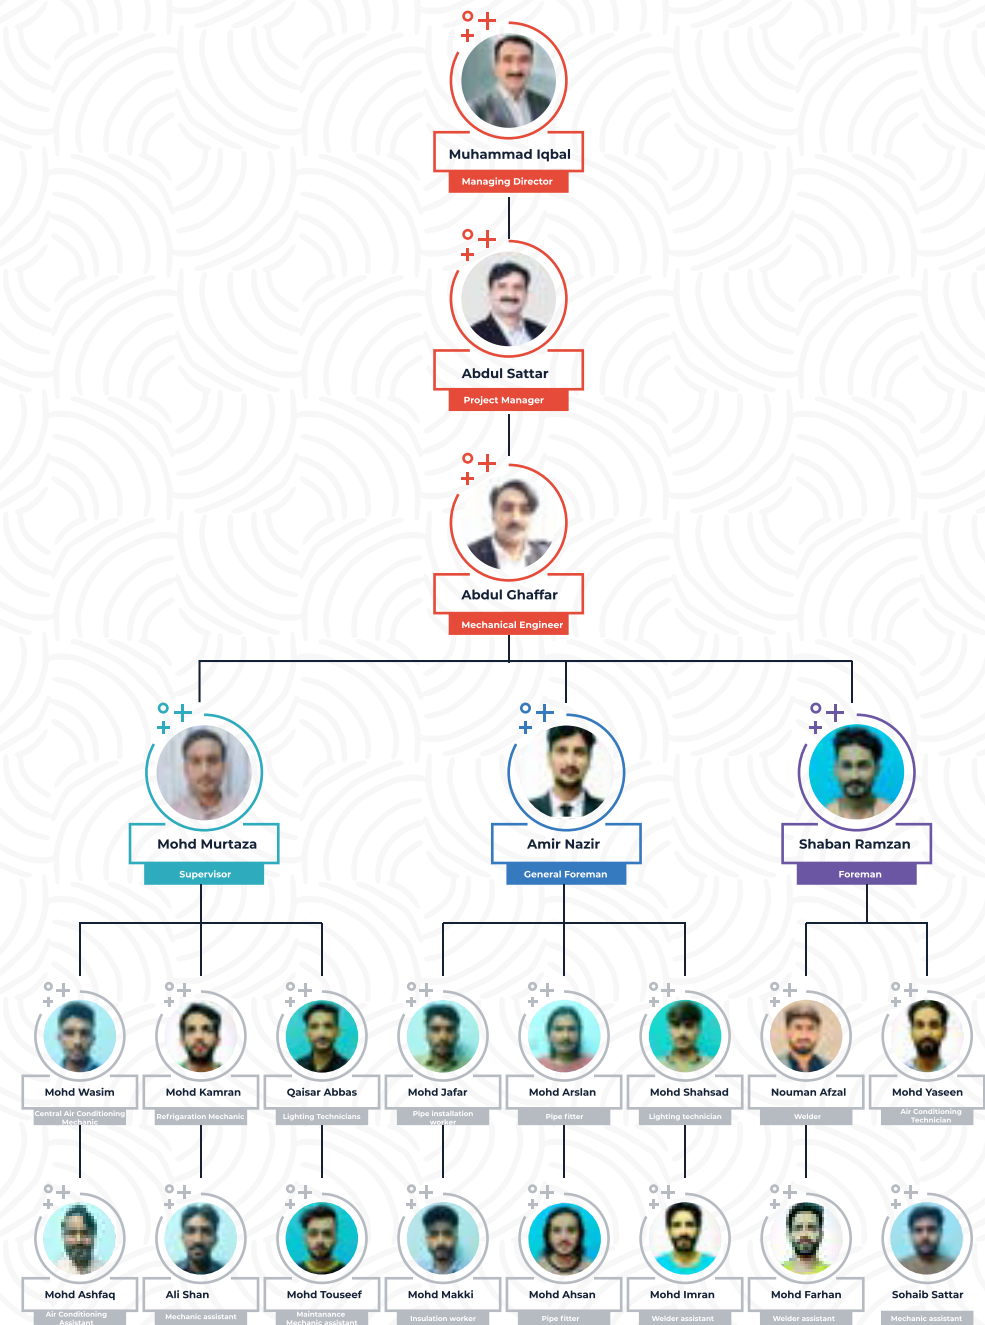 Muhammad Iqbal
Managing Director
Abdul Sattar
Project Manager
Abdul Ghaffar
Mechanical Engineer
Mohd Murtaza
Supervisor
Amir Nazir
General Foreman
Shaban Ramzan
Foreman
Mohd Wasim
Central Air Conditioning
Mechanic
Mohd Kamran
Refrigaration Mechanic
Qaisar Abbas
Lighting Technicians
Mohd Jafar
Pipe installation
worker
Mohd Arslan
Pipe fitter
Mohd Shahsad
Lighting technician
Nouman Afzal
Welder
Mohd Yaseen
Air Conditioning
Technician
Mohd Ashfaq
Air Conditioning
Assistant
Ali Shan
Mechanic assistant
Mohd Touseef
Maintanance
Mechanic assistant
Mohd Makki
Insulation worker
Mohd Ahsan
Pipe fitter
Mohd Imran
Welder assistant
Mohd Farhan
Welder assistant
Sohaib Sattar
Mechanic assistant